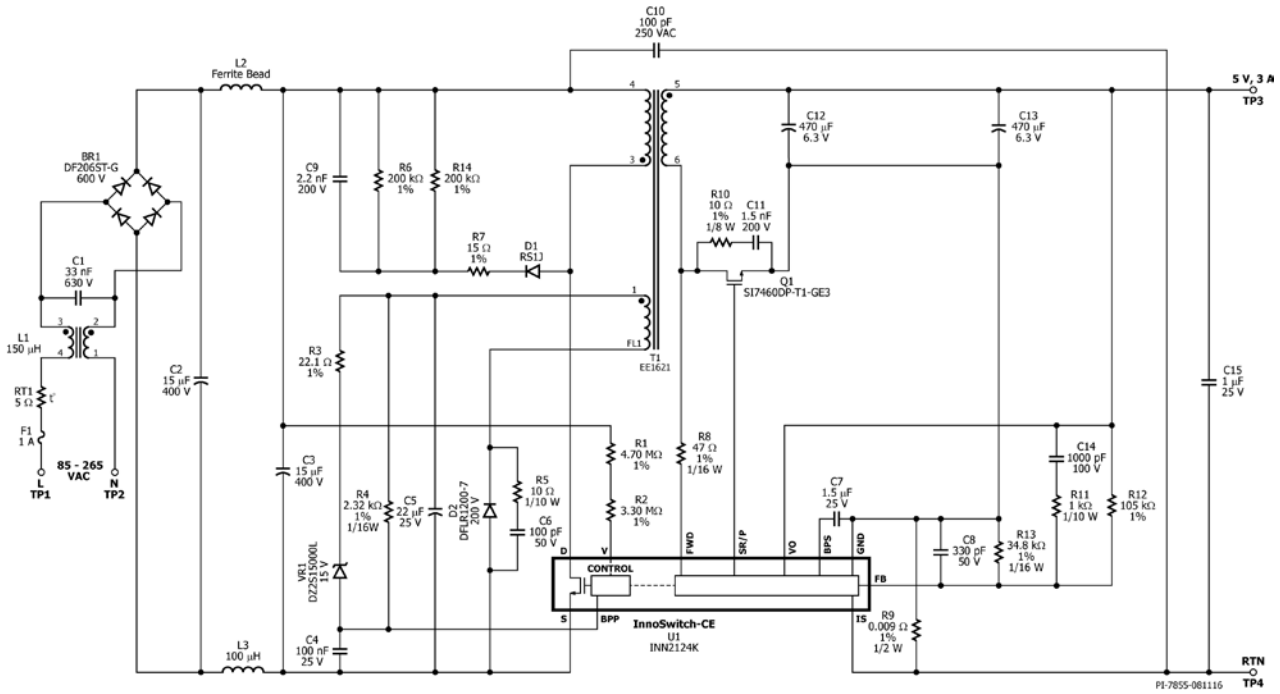 C10
100 pF
250 VAC
L2
Ferrite Bead
5 V, 3 A
TP3
4
5
3
6
C12
470 µF
6.3 V
C13
470 µF
6.3 V
BR1
DF206ST-G
600 V
C9
2.2 nF
200 V
R6
200 kΩ
1%
R14
200 kΩ
1%
R10
10 Ω
1%
1/8 W
C11
1.5 nF
200 V
R7
15 Ω
1%
D1
RS1J
Q1
SI7460DP-T1-GE3
C1
33 nF
630 V
1
FL1
T1
EE1621
3
2
4
1
L1
150 µH
R3
22.1 Ω
1%
C2
15 µF
400 V
C15
1 µF
25 V
RT1
5 Ω
t°
F1
1 A
85 - 265
VAC
L
TP1
N
TP2
C3
15 µF
400 V
R1
4.70 MΩ
1%
R8
47 Ω
1%
1/16 W
C14
1000 pF
100 V
R4
2.32 kΩ
1%
1/16W
C5
22 µF
25 V
D2
DFLR1200-7
200 V
R5
10 Ω
1/10 W
C6
100 pF
50 V
R2
3.30 MΩ
1%
C7
1.5 µF
25 V
R11
1 kΩ
1/10 W
R12
105 kΩ
1%
VR1
DZ2S15000L
15 V
D
V
FWD
SR/P
VO
BPS
GND
C8
330 pF
50 V
R13
34.8 kΩ
1%
1/16 W
CONTROL
FB
S
BPP
IS
InnoSwitch-CE
U1
INN2124K
R9
0.009 Ω
1%
1/2 W
C4
100 nF
25 V
L3
100 µH
RTN
TP4
PI-7855-081116